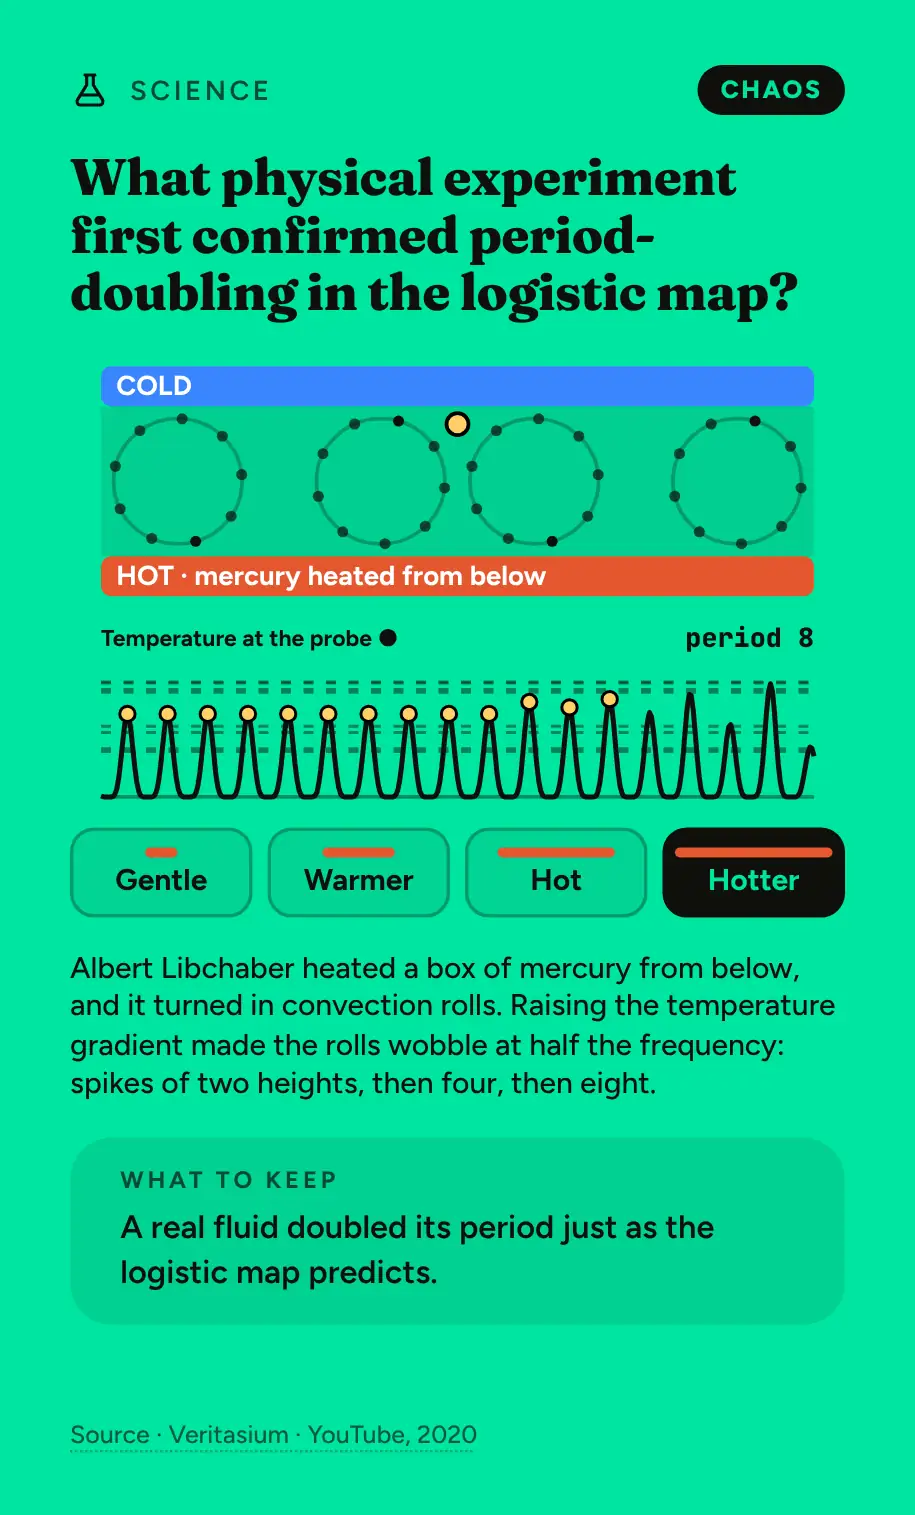 SCIENCE
CHAOS
What physical experiment
first confirmed period-
doubling in the logistic map?
COLD
HOT · mercury heated from below
Temperature at the probe
period 8
Gentle
Warmer
Hot
Hotter
Albert Libchaber heated a box of mercury from below,
and it turned in convection rolls. Raising the temperature
gradient made the rolls wobble at half the frequency:
spikes of two heights, then four, then eight.
WHAT TO KEEP
A real fluid doubled its period just as the
logistic map predicts.
Source · Veritasium · YouTube, 2020